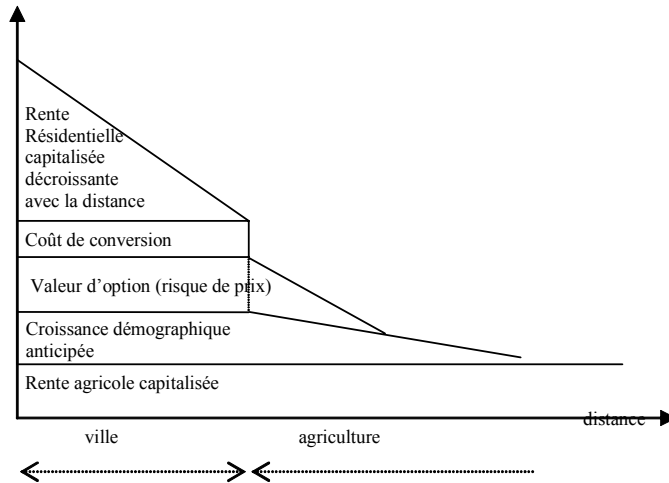 Rente
Résidentielle
capitalisée
décroissante
avec la distance
Coût de conversion
Valeur d’option (risque de prix)
Croissance démographique
anticipée
Rente agricole capitalisée
distance
ville agriculture